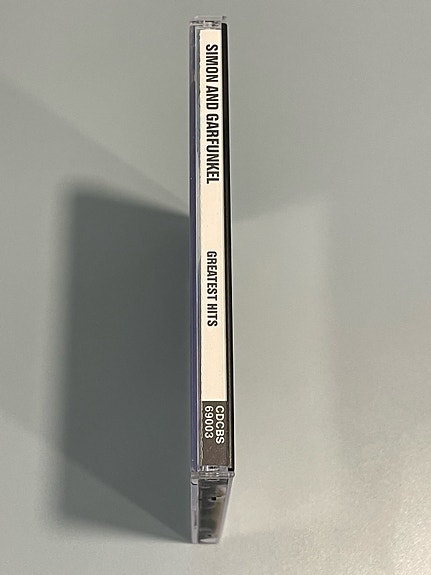 SIMON AND GARFUNKEL
GREATEST HITS
CDCBS
69003